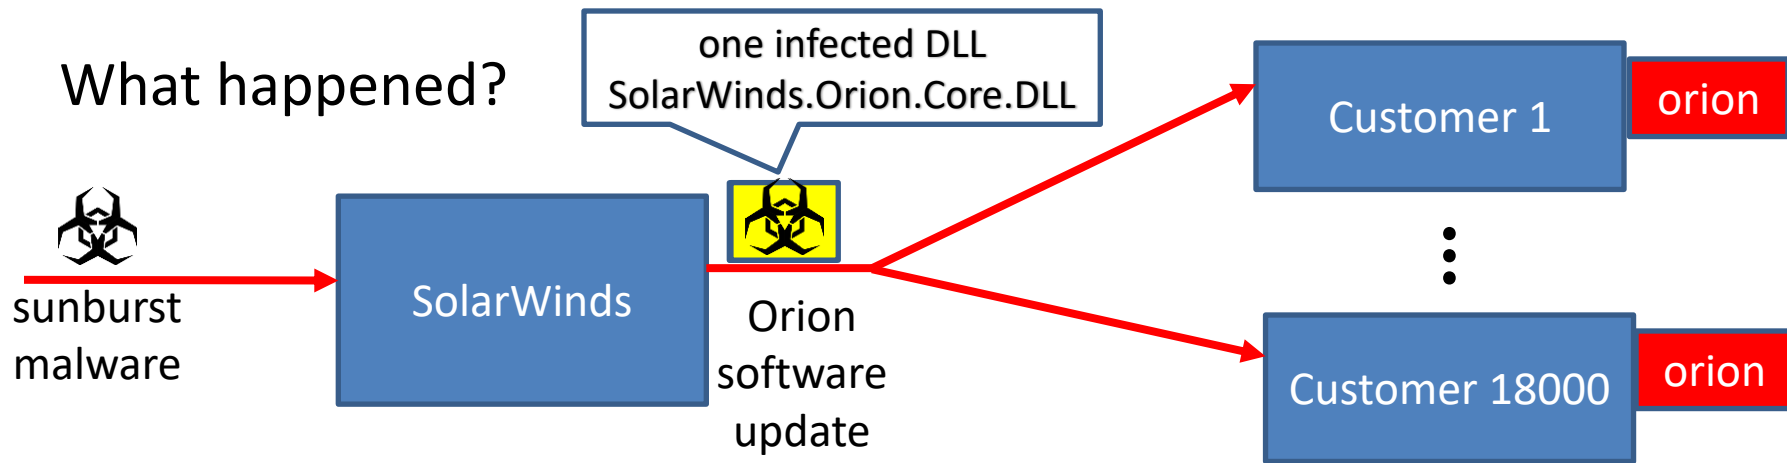 What happened?
one infected DLL
SolarWinds.Orion.Core.DLL
sunburst
malware
SolarWinds
Orion
software
update
Customer 1
orion
Customer 18000
orion